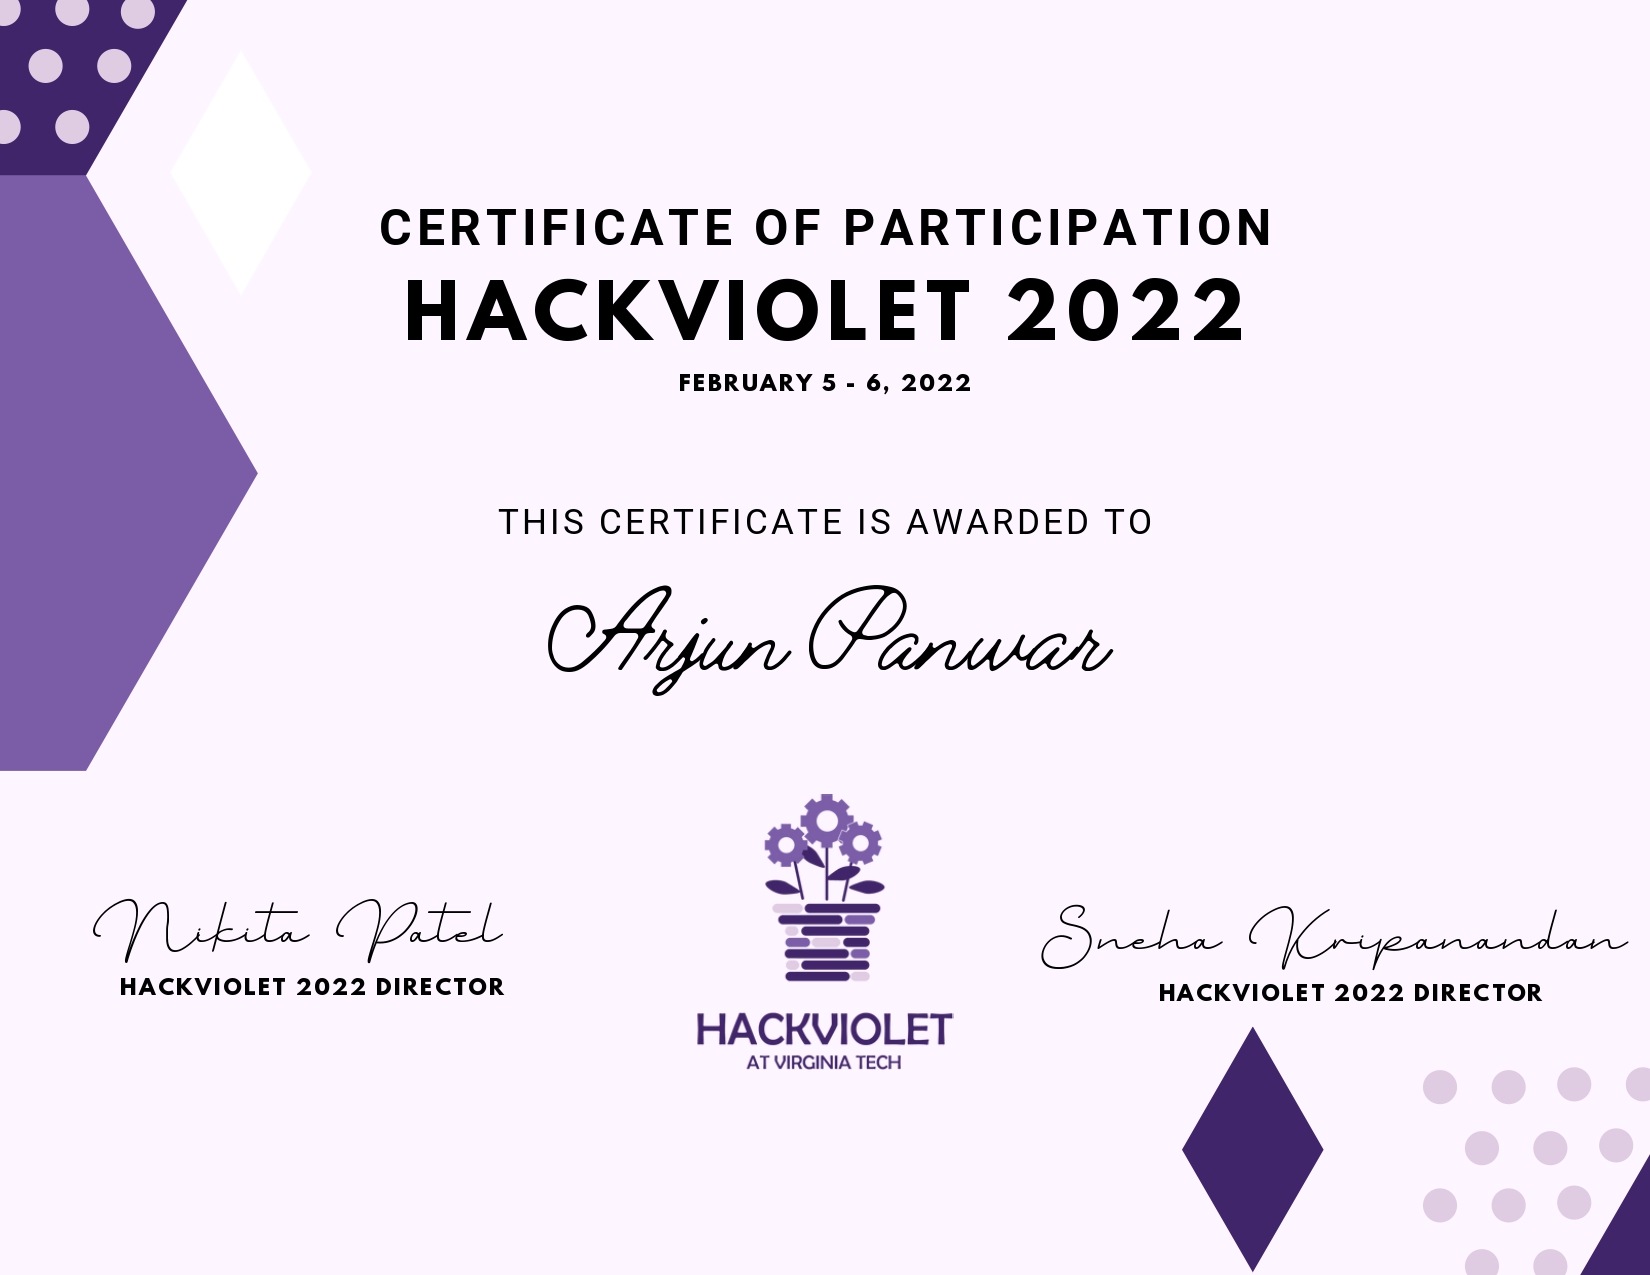 CERTIFICATE OF PARTICIPATION
HACKVIOLET 2022
FEBRUARY 5 - 6, 2022
THIS CERTIFICATE IS AWARDED TO
Arjun Panwar
Nikita Patel
HACKVIOLET 2022 DIRECTOR
Sneha Kripanandan
HACKVIOLET 2022 DIRECTOR
HACKVIOLET
AT VIRGINIA TECH